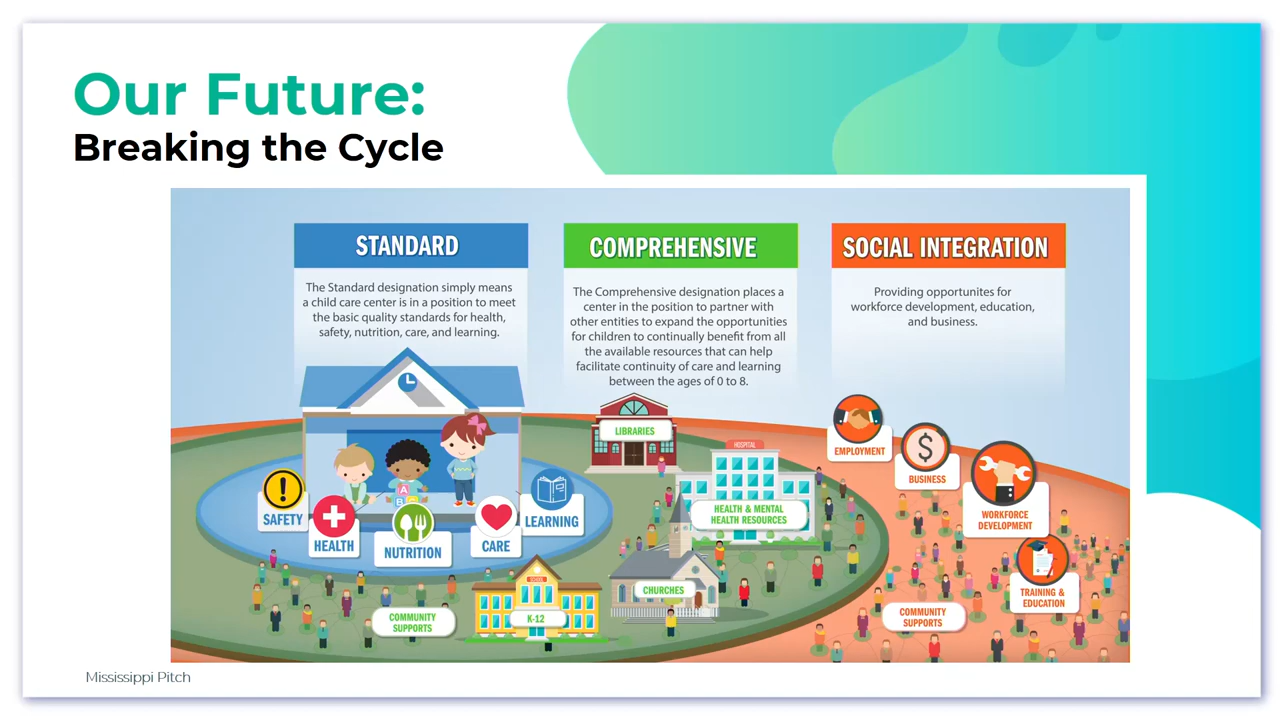 Our Future:
Breaking the Cycle
STANDARD
The Standard designation simply means
a child care center is in a position to meet
the basic quality standards for health,
safety, nutrition, care, and learning.
COMPREHENSIVE
The Comprehensive designation places a
center in the position to partner with
other entities to expand the opportunities
for children to continually benefit from all
the available resources that can help
facilitate continuity of care and learning
between the ages of 0 to 8.
SOCIAL INTEGRATION
Providing opportunites for
workforce development, education,
and business.
SAFETY
HEALTH
NUTRITION
CARE
LEARNING
A
B
LIBRARIES
HOSPITAL
HEALTH & MENTAL
HEALTH RESOURCES
CHURCHES
SCHOOL
K-12
COMMUNITY
SUPPORTS
EMPLOYMENT
$
BUSINESS
WORKFORCE
DEVELOPMENT
TRAINING &
EDUCATION
COMMUNITY
SUPPORTS
Mississippi Pitch